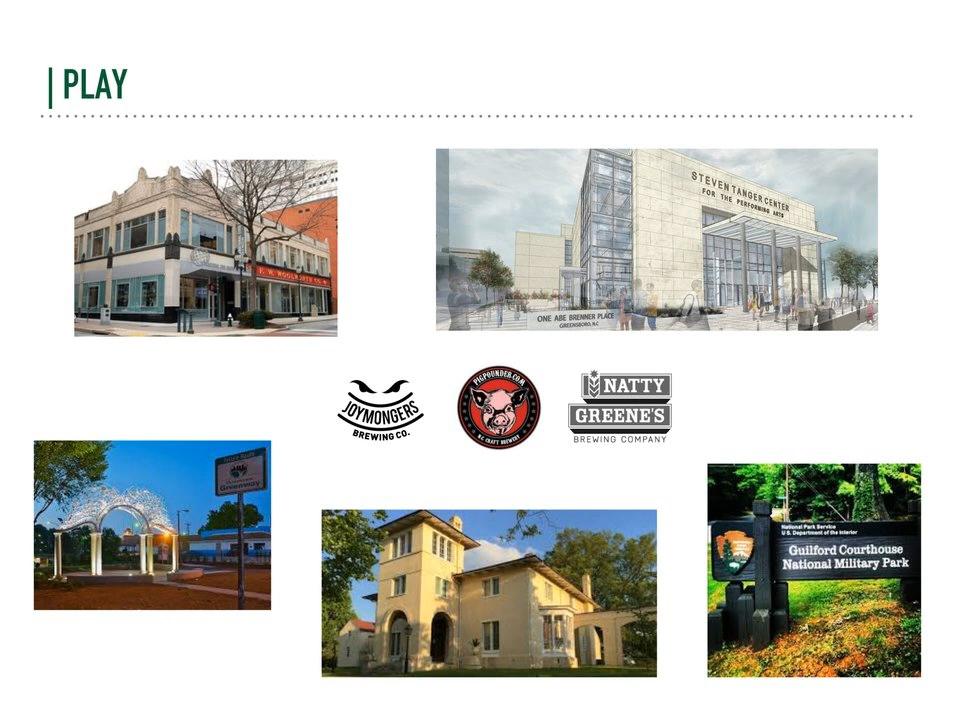 PLAY
F. W. WOOLWORTH CO
STEVEN TANGER CENTER
FOR THE PERFORMING ARTS
ONE ABE BRENNER PLACE
GREENSBORO, N.C
JOYMONGERS
BREWING CO.
PIGPOUNDER.COM
N.C. CRAFT BREWERY
NATTY
GREENE'S
BREWING COMPANY
Downtown
Greenway
National Park Service
U.S. Department of the Interior
Guilford Courthouse
National Military Park